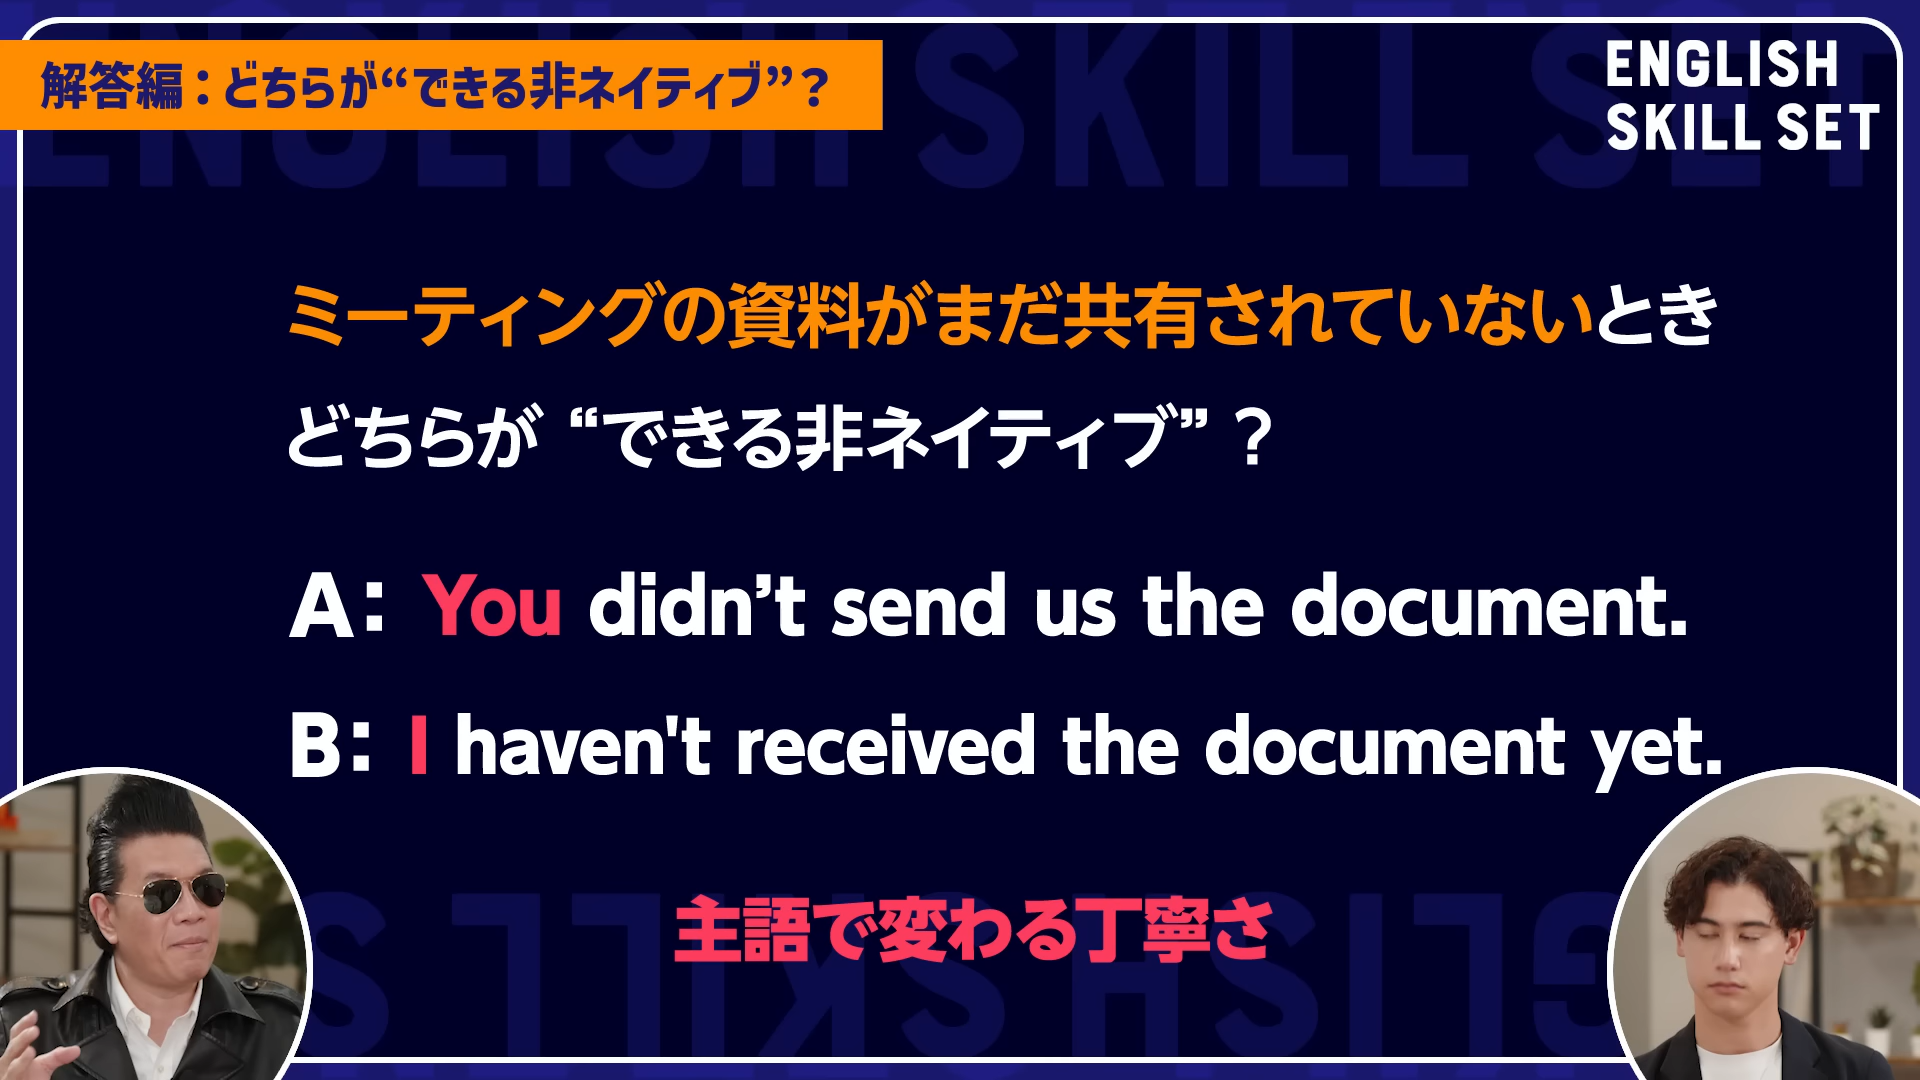 解答編：どちらが“できる非ネイティブ”？
ENGLISH
SKILL SET
ミーティングの資料がまだ共有されていないとき
どちらが “できる非ネイティブ” ？
A： You didn’t send us the document.
B： I haven't received the document yet.
主語で変わる丁寧さ